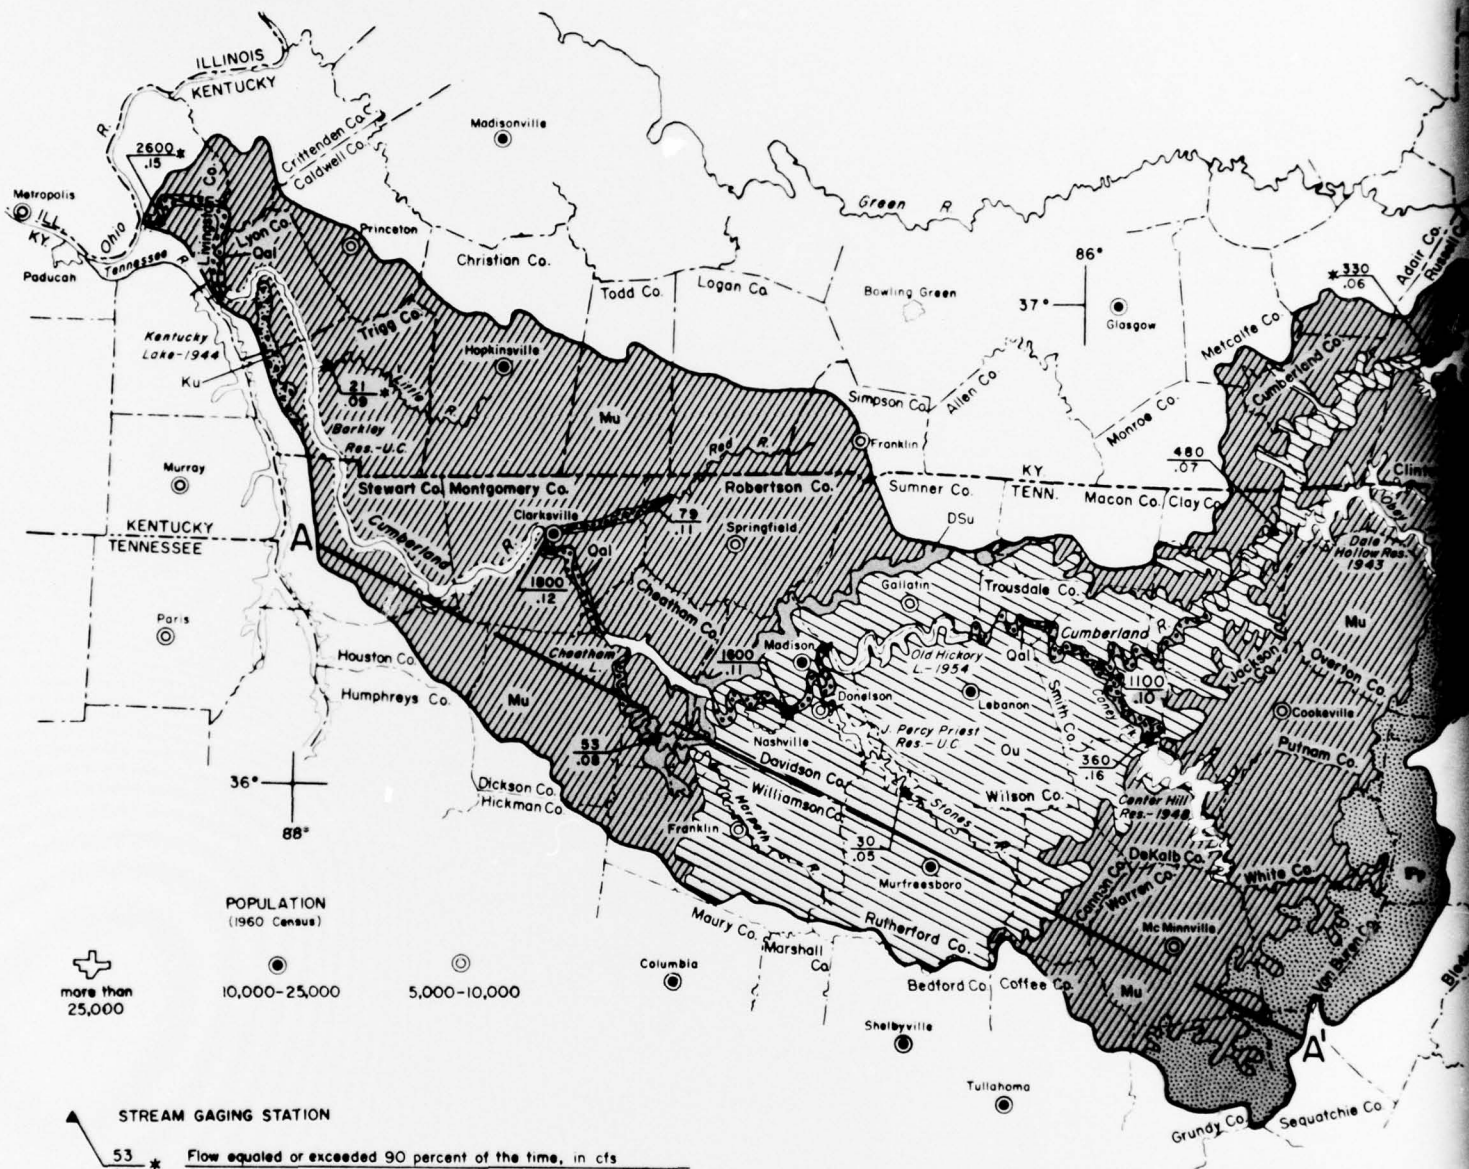 ILLINOIS
KENTUCKY
R.
2600 *
.15
Crittenden Co.
Caldwell Co.
Madisonville
Metropolis
ILL.
KY.
Ohio
Paducah
Tennessee
R.
Livingston Co.
Lyon Co.
Qal
Princeton
Christian Co.
Todd Co.
Logan Co.
Green R.
Bowling Green
86°
37°
Glasgow
* 330
.06
Adair Co.
Russell Co.
Metcalfe Co.
Cumberland Co.
Kentucky
Lake-1944
Ku
Trigg Co.
Hopkinsville
21 *
.09
Little
R.
Barkley
Res.-U.C.
Mu
Simpson Co.
Allen Co.
Monroe Co.
Franklin
Red R.
480
.07
Murray
KY.
TENN.
Stewart Co.
Montgomery Co.
Robertson Co.
Sumner Co.
Macon Co.
Clay Co.
DSu
Dale
Hollow Res.
1943
KENTUCKY
TENNESSEE
A
Cumberland
R.
Clarksville
79
.11
Springfield
Qal
1800
.12
Cheatham Co.
Gallatin
Trousdale Co.
Cumberland R.
Mu
Paris
Houston Co.
Humphreys Co.
Cheatham
L.
Mu
1600
.11
Madison
Old Hickory
L.-1954
Qal
Donelson
Lebanon
Smith Co.
Caney Fk.
1100
.10
Jackson Co.
Overton Co.
Cookeville
Putnam Co.
53
.08
Nashville
J. Percy Priest
Res.-U.C.
Ou
Davidson Co.
Williamson Co.
Wilson Co.
360
.16
Center Hill
Res.-1948
36°
88°
Dickson Co.
Hickman Co.
Franklin
Harpeth
R.
Stones
R.
30
.05
Murfreesboro
DeKalb Co.
Cannon Co.
Warren Co.
White Co.
Pp
McMinnville
Van Buren Co.
Rutherford Co.
Maury Co.
Marshall
Co.
Bedford Co.
Coffee Co.
Mu
A'
Columbia
Shelbyville
Tullahoma
Grundy Co.
Sequatchie Co.
POPULATION
(1960 Census)
more than
25,000
10,000-25,000
5,000-10,000
STREAM GAGING STATION
53 * Flow equaled or exceeded 90 percent of the time, in cfs